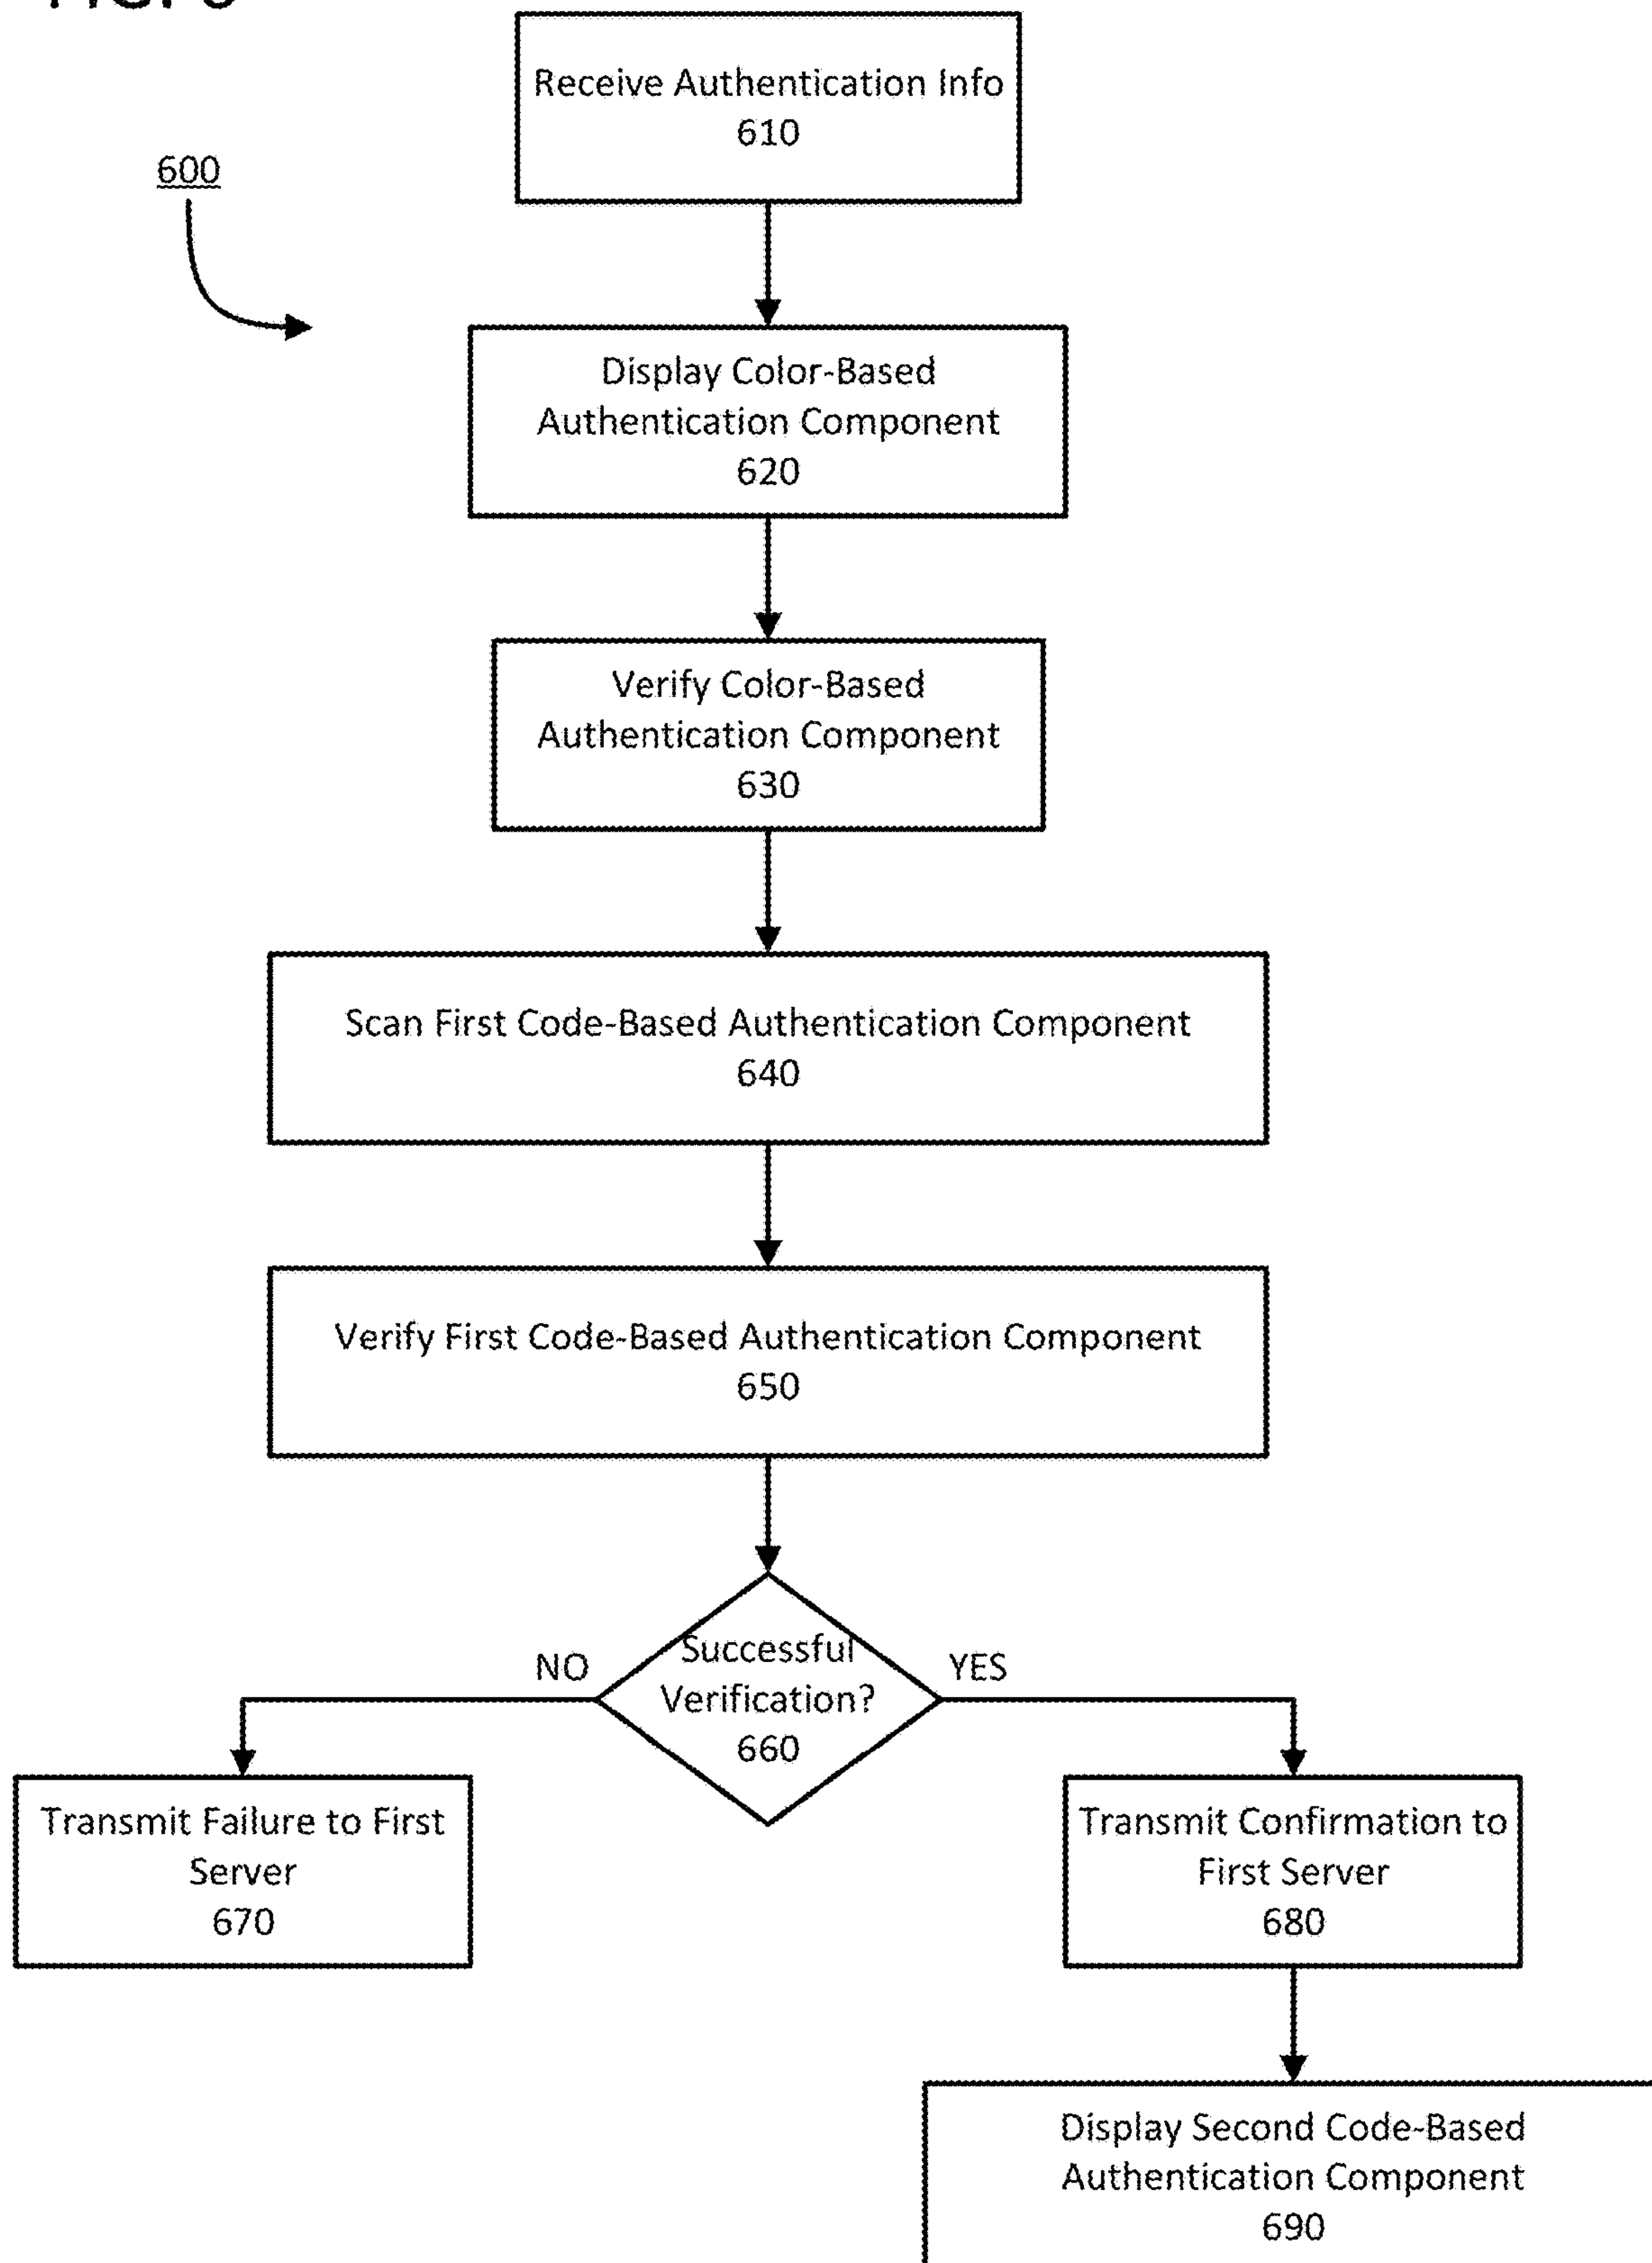 Receive Authentication Info
610
600
Display Color-Based
Authentication Component
620
Verify Color-Based
Authentication Component
630
Scan First Code-Based Authentication Component
640
Verify First Code-Based Authentication Component
650
Successful
Verification?
660
NO
YES
Transmit Failure to First
Server
670
Transmit Confirmation to
First Server
680
Display Second Code-Based
Authentication Component
690